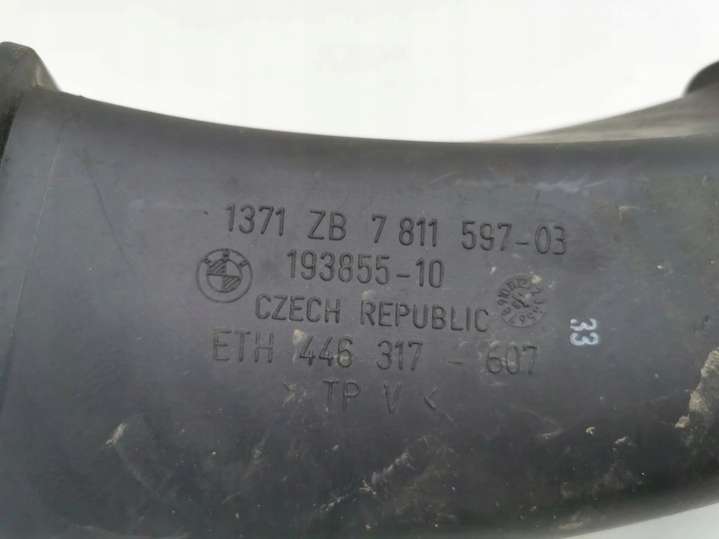 1371 ZB 7 811 597-03
193855-10
CZECH REPUBLIC
ETH 446 317 - 607
> TP V <
33